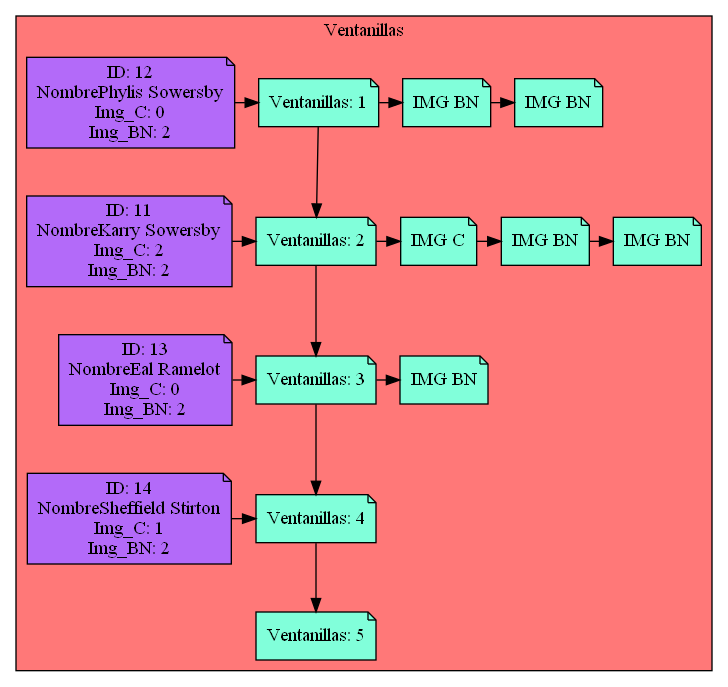 Ventanillas
ID: 12
NombrePhylis Sowersby
Img_C: 0
Img_BN: 2
Ventanillas: 1
IMG BN
IMG BN
ID: 11
NombreKarry Sowersby
Img_C: 2
Img_BN: 2
Ventanillas: 2
IMG C
IMG BN
IMG BN
ID: 13
NombreEal Ramelot
Img_C: 0
Img_BN: 2
Ventanillas: 3
IMG BN
ID: 14
NombreSheffield Stirton
Img_C: 1
Img_BN: 2
Ventanillas: 4
Ventanillas: 5